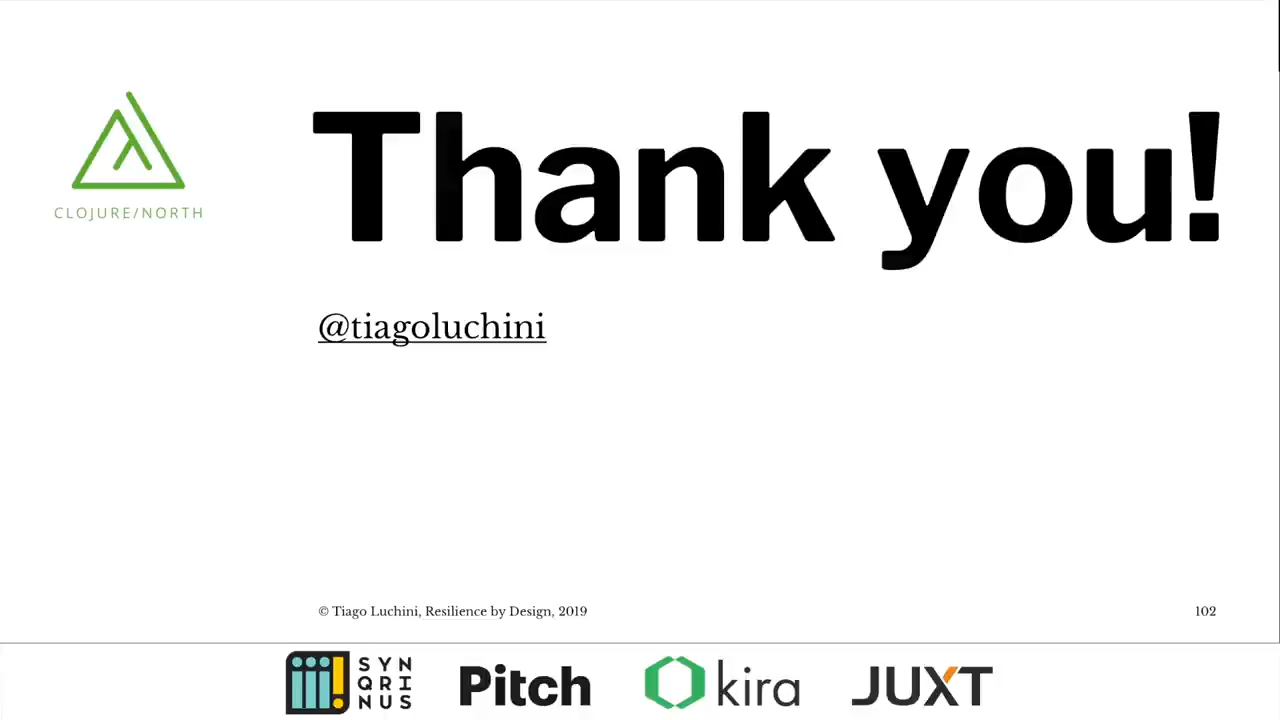 Thank you!
CLOJURE/NORTH
@tiagoluchini
© Tiago Luchini, Resilience by Design, 2019
102
SYN
QRI
NUS
Pitch
kira
JUXT